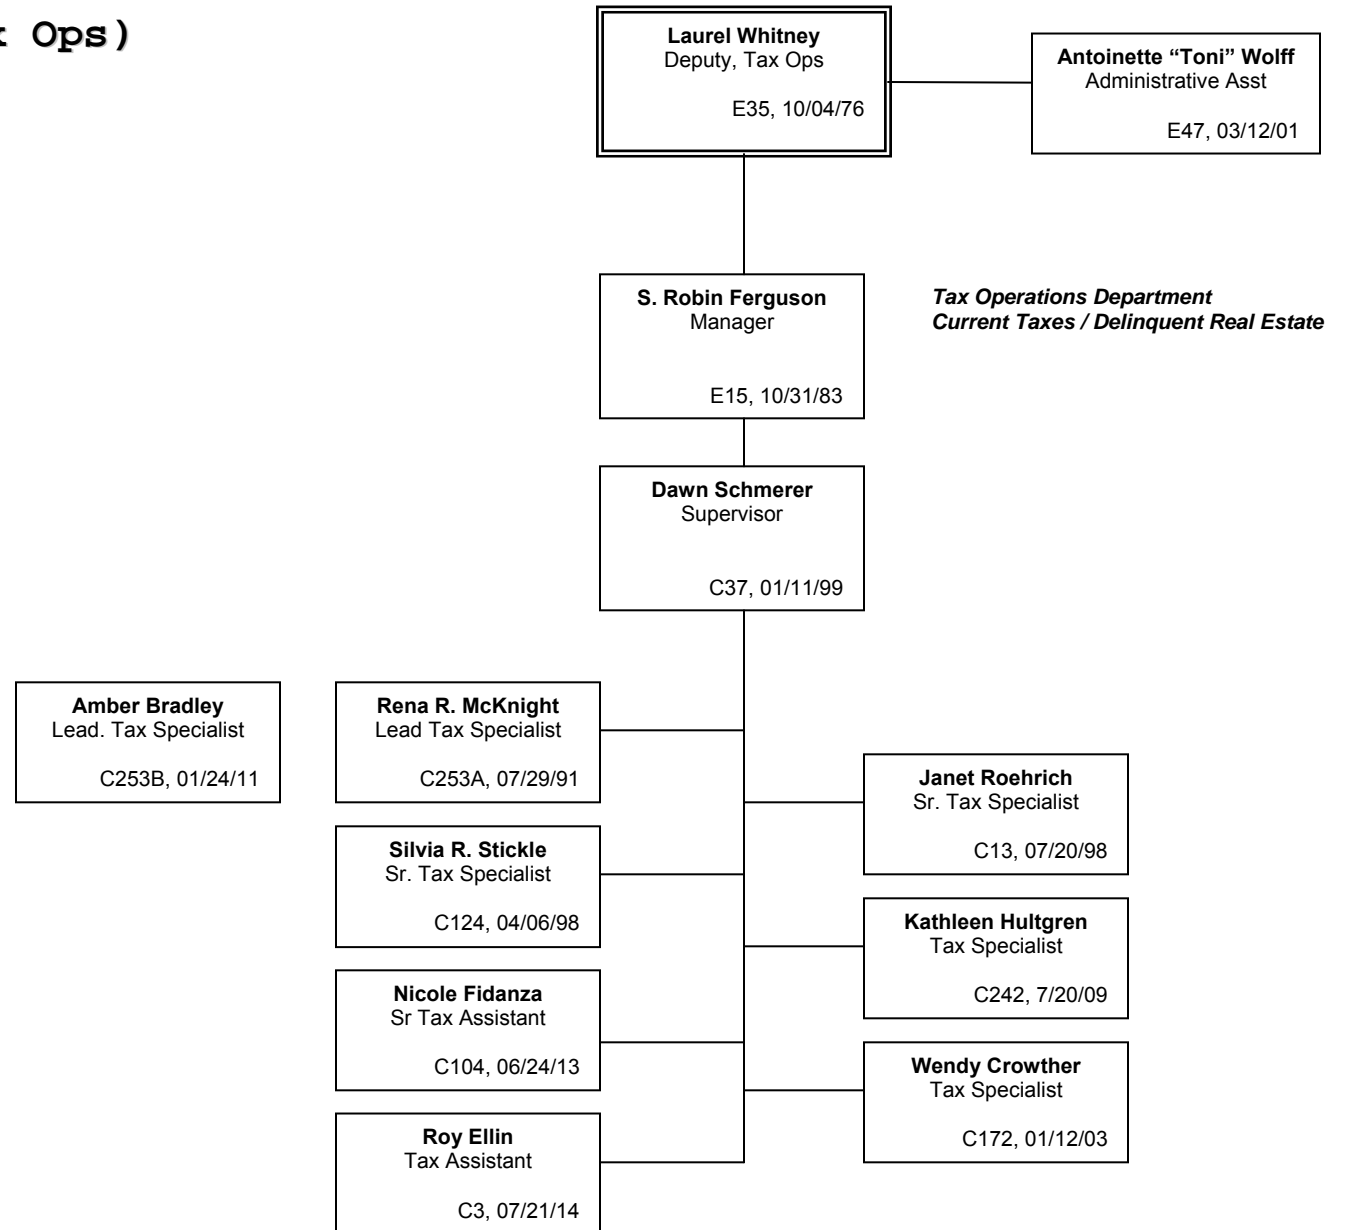 Ops)
Laurel Whitney
Deputy, Tax Ops
E35, 10/04/76
Antoinette “Toni” Wolff
Administrative Asst
E47, 03/12/01
S. Robin Ferguson
Manager
E15, 10/31/83
Tax Operations Department
Current Taxes / Delinquent Real Estate
Dawn Schmerer
Supervisor
C37, 01/11/99
Amber Bradley
Lead. Tax Specialist
C253B, 01/24/11
Rena R. McKnight
Lead Tax Specialist
C253A, 07/29/91
Janet Roehrich
Sr. Tax Specialist
C13, 07/20/98
Silvia R. Stickle
Sr. Tax Specialist
C124, 04/06/98
Kathleen Hultgren
Tax Specialist
C242, 7/20/09
Nicole Fidanza
Sr Tax Assistant
C104, 06/24/13
Wendy Crowther
Tax Specialist
C172, 01/12/03
Roy Ellin
Tax Assistant
C3, 07/21/14